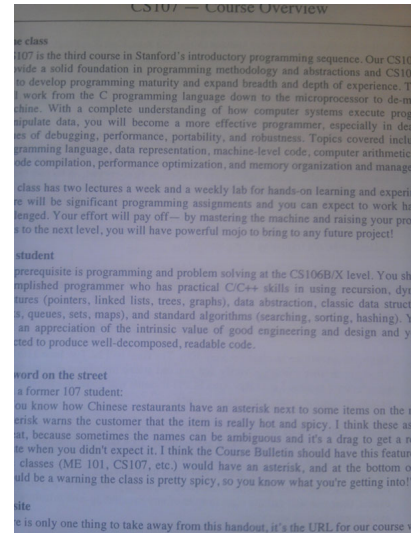 CS107 — Course Overview
e class
107 is the third course in Stanford's introductory programming sequence. Our CS10
vide a solid foundation in programming methodology and abstractions and CS10
to develop programming maturity and expand breadth and depth of experience. T
l work from the C programming language down to the microprocessor to de-m
chine. With a complete understanding of how computer systems execute prog
nipulate data, you will become a more effective programmer, especially in de
es of debugging, performance, portability, and robustness. Topics covered inclu
gramming language, data representation, machine-level code, computer arithmetic
ode compilation, performance optimization, and memory organization and manage
class has two lectures a week and a weekly lab for hands-on learning and experi
re will be significant programming assignments and you can expect to work ha
lenged. Your effort will pay off— by mastering the machine and raising your pro
s to the next level, you will have powerful mojo to bring to any future project!
student
prerequisite is programming and problem solving at the CS106B/X level. You sh
mplished programmer who has practical C/C++ skills in using recursion, dyn
tures (pointers, linked lists, trees, graphs), data abstraction, classic data struct
s, queues, sets, maps), and standard algorithms (searching, sorting, hashing). Y
an appreciation of the intrinsic value of good engineering and design and y
cted to produce well-decomposed, readable code.
word on the street
a former 107 student:
ou know how Chinese restaurants have an asterisk next to some items on the
erisk warns the customer that the item is really hot and spicy. I think these as
at, because sometimes the names can be ambiguous and it's a drag to get a
te when you didn't expect it. I think the Course Bulletin should have this featur
classes (ME 101, CS107, etc.) would have an asterisk, and at the bottom o
uld be a warning the class is pretty spicy, so you know what you're getting into!
site
re is only one thing to take away from this handout, it's the URL for our course